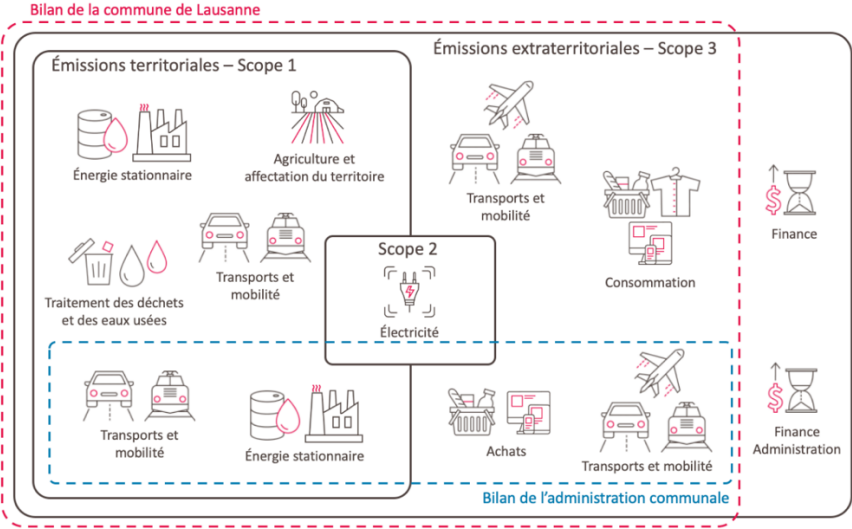 Bilan de la commune de Lausanne
Émissions territoriales – Scope 1
Émissions extraterritoriales – Scope 3
Énergie stationnaire
Agriculture et
affectation du territoire
Transports et
mobilité
Consommation
Finance
Traitement des déchets
et des eaux usées
Transports et
mobilité
Scope 2
Électricité
Transports et
mobilité
Énergie stationnaire
Achats
Transports et mobilité
Finance
Administration
Bilan de l’administration communale